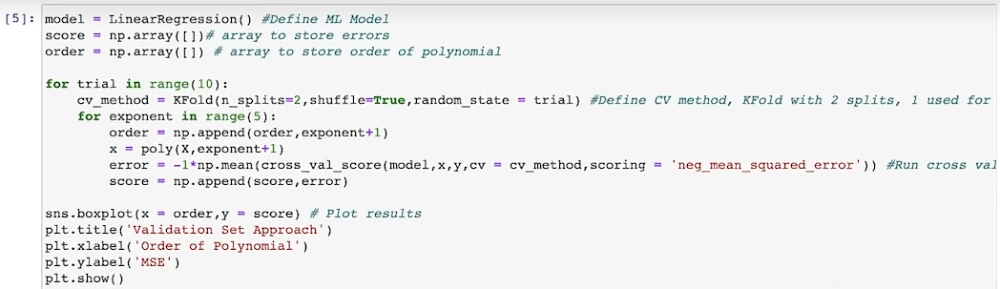 [5]: model = LinearRegression() #Define ML Model
score = np.array([])# array to store errors
order = np.array([]) # array to store order of polynomial
for trial in range(10):
cv_method = KFold(n_splits=2,shuffle=True,random_state = trial) #Define CV method, KFold with 2 splits, 1 used for
for exponent in range(5):
order = np.append(order,exponent+1)
x = poly(X,exponent+1)
error = -1*np.mean(cross_val_score(model,x,y,cv = cv_method,scoring = 'neg_mean_squared_error')) #Run cross val
score = np.append(score,error)
sns.boxplot(x = order,y = score) # Plot results
plt.title('Validation Set Approach')
plt.xlabel('Order of Polynomial')
plt.ylabel('MSE')
plt.show()